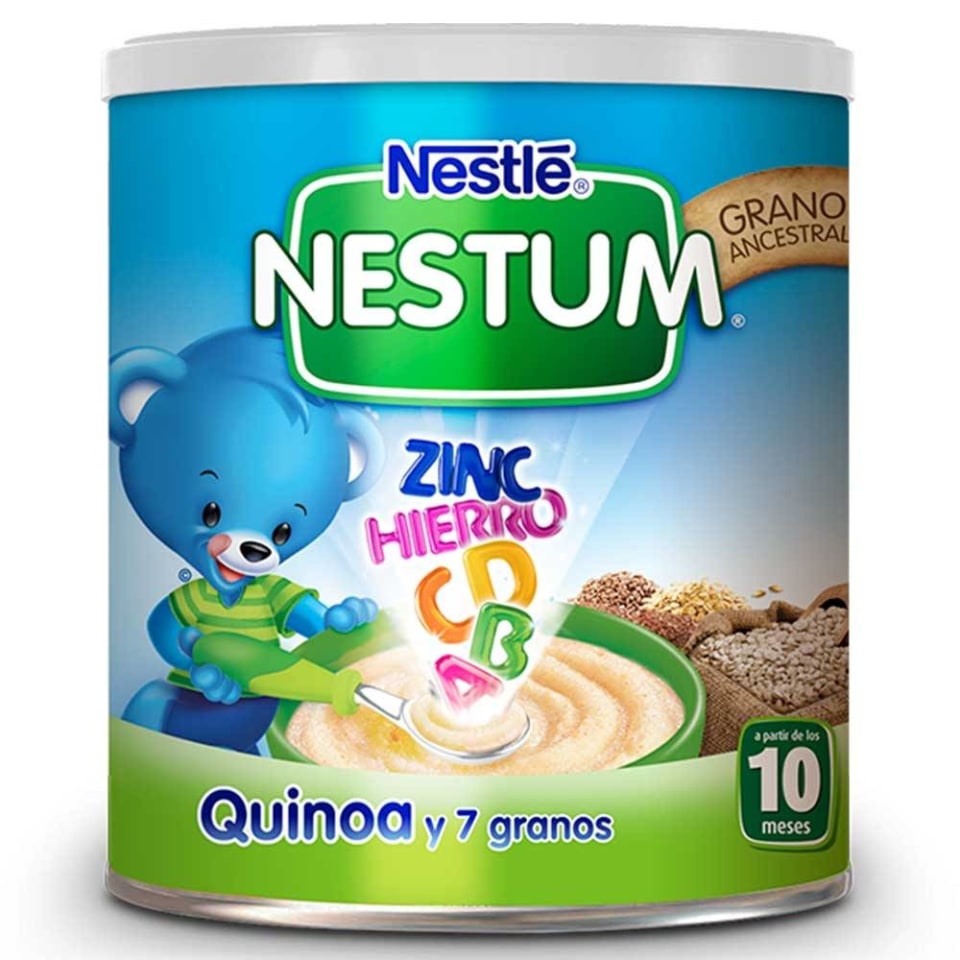 Nestlé®
NESTUM®
GRANO
ANCESTRAL
ZINC
HIERRO
C D
B
A
©
Quinoa y 7 granos
a partir de los
10
meses